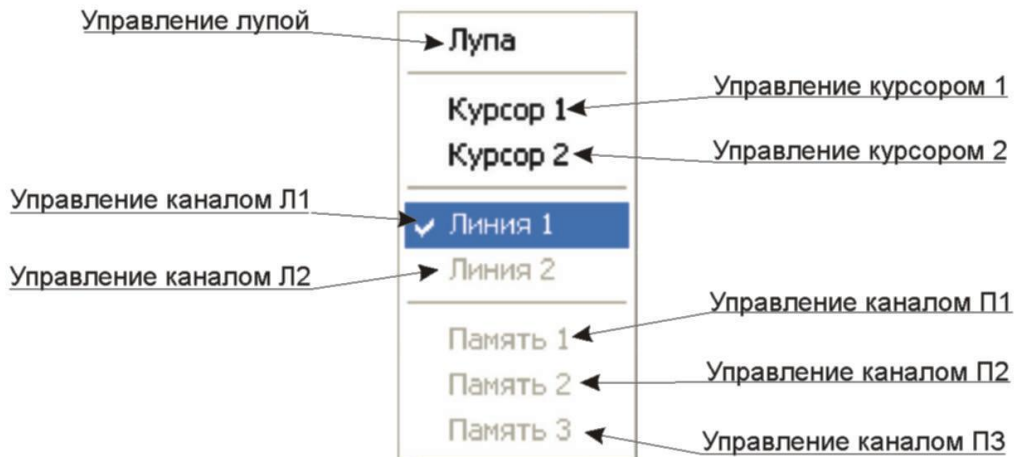 Управление лупой
Лупа
Управление курсором 1
Курсор 1
Управление курсором 2
Курсор 2
Управление каналом Л1
Линия 1
Управление каналом Л2
Линия 2
Управление каналом П1
Память 1
Управление каналом П2
Память 2
Управление каналом П3
Память 3